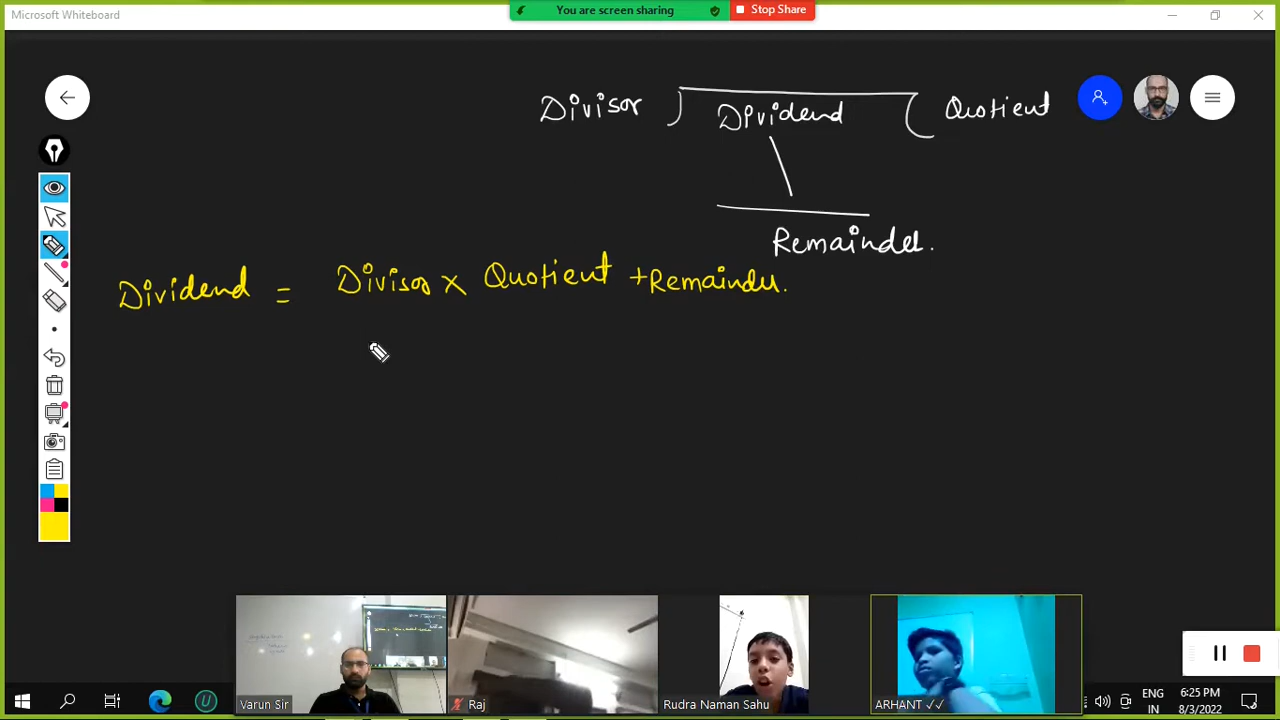 Microsoft Whiteboard
You are screen sharing
Stop Share
Divisor ) Dividend ( Quotient
Remainder.
Dividend = Divisor × Quotient + Remainder.
Varun Sir
Raj
Rudra Naman Sahu
ARHANT ✓✓
ENG
IN
6:25 PM
8/3/2022